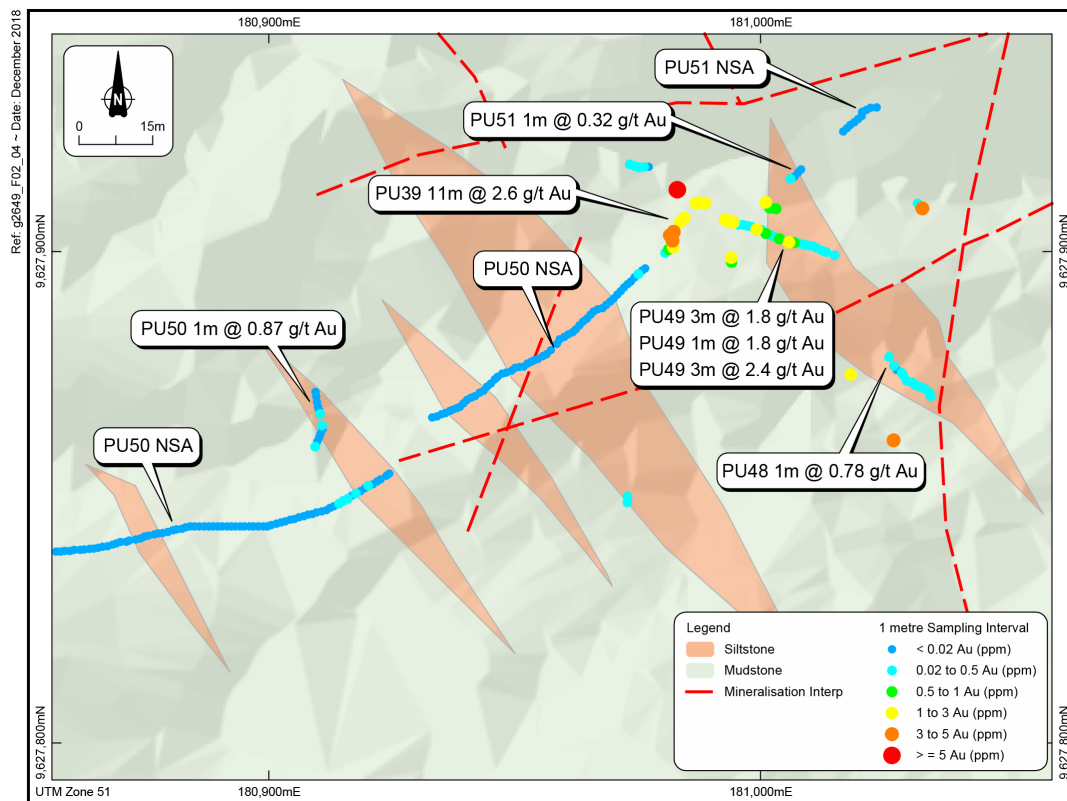 Ref: g2649_F02_04 ~ Date: December 2018
180,900mE
181,000mE
N
0 15m
PU51 NSA
PU51 1m @ 0.32 g/t Au
PU39 11m @ 2.6 g/t Au
9,627,900mN
9,627,900mN
PU50 NSA
PU49 3m @ 1.8 g/t Au
PU49 1m @ 1.8 g/t Au
PU49 3m @ 2.4 g/t Au
PU50 1m @ 0.87 g/t Au
PU50 NSA
PU48 1m @ 0.78 g/t Au
Legend
Siltstone
Mudstone
Mineralisation Interp
1 metre Sampling Interval
< 0.02 Au (ppm)
0.02 to 0.5 Au (ppm)
0.5 to 1 Au (ppm)
1 to 3 Au (ppm)
3 to 5 Au (ppm)
> = 5 Au (ppm)
9,627,800mN
9,627,800mN
UTM Zone 51
180,900mE
181,000mE